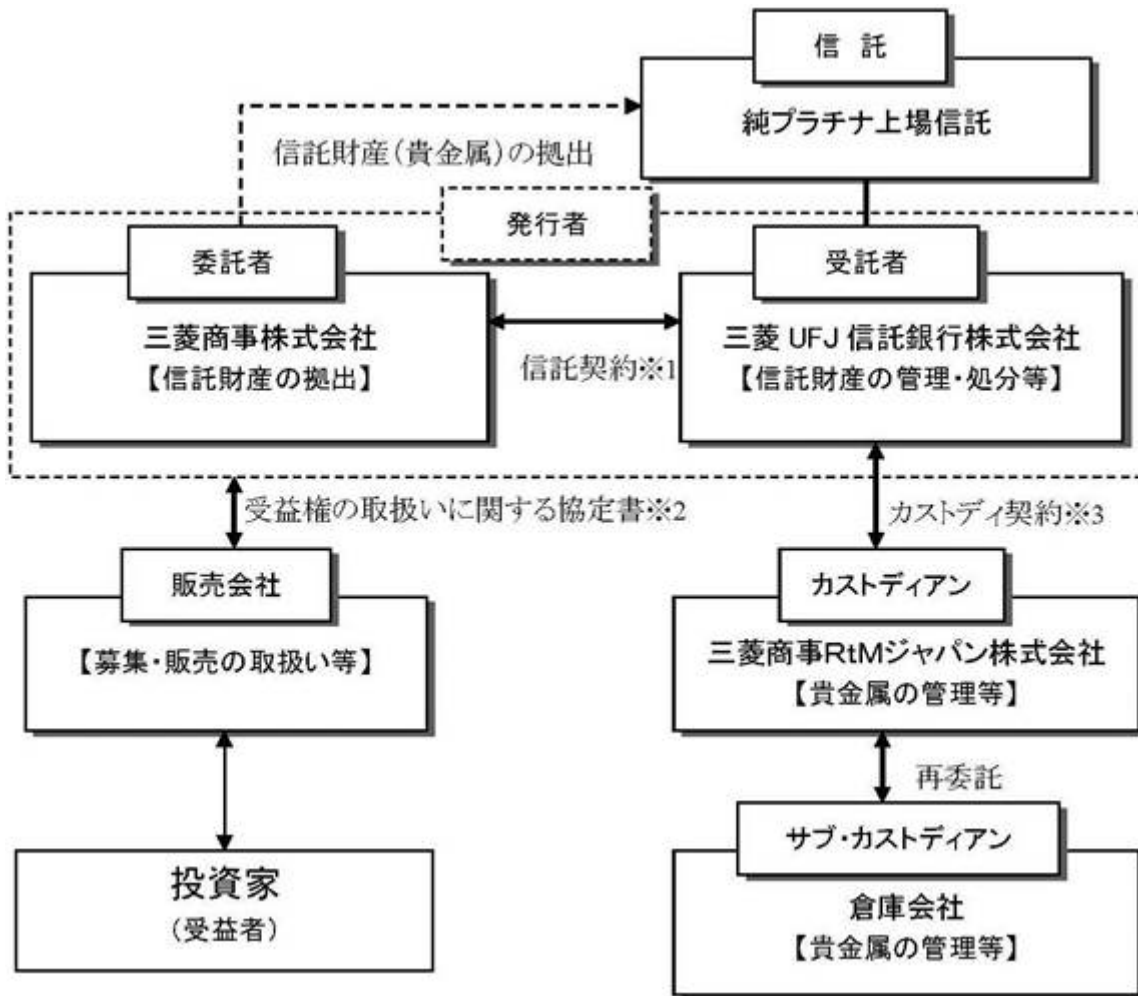 信 託
純プラチナ上場信託
信託財産(貴金属)の拠出
発行者
委託者
三菱商事株式会社
【信託財産の拠出】
信託契約※1
受託者
三菱 UFJ 信託銀行株式会社
【信託財産の管理・処分等】
受益権の取扱いに関する協定書※2
カストディ契約※3
販売会社
【募集・販売の取扱い等】
カストディアン
三菱商事RtMジャパン株式会社
【貴金属の管理等】
再委託
投資家
(受益者)
サブ・カストディアン
倉庫会社
【貴金属の管理等】